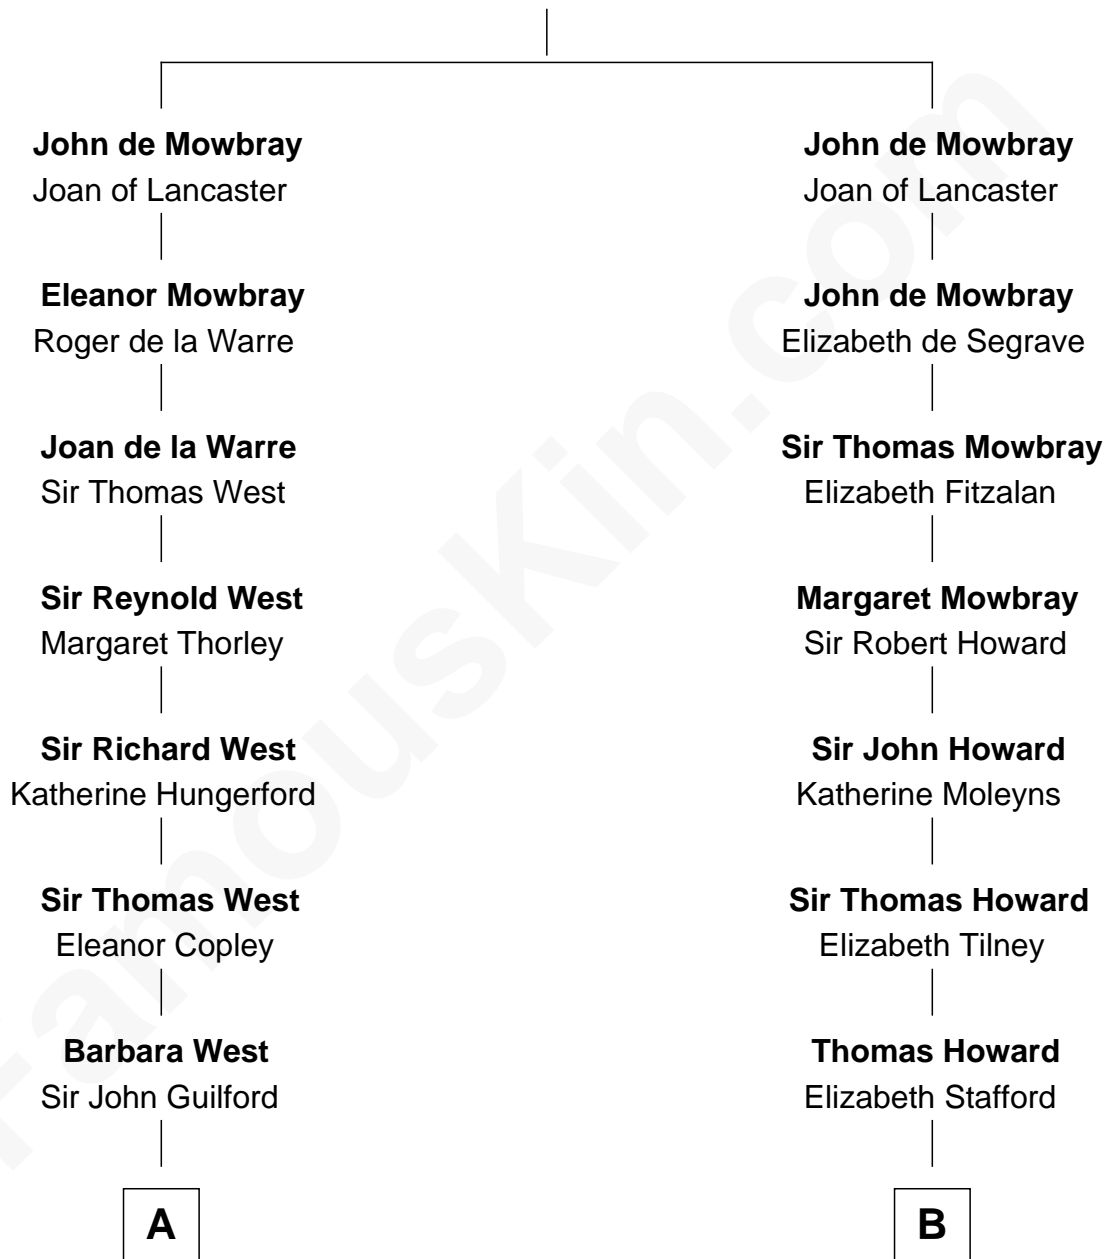 John de Mowbray
Joan of Lancaster
Eleanor Mowbray
Roger de la Warre
Joan de la Warre
Sir Thomas West
Sir Reynold West
Margaret Thorley
Sir Richard West
Katherine Hungerford
Sir Thomas West
Eleanor Copley
Barbara West
Sir John Guilford
A
John de Mowbray
Joan of Lancaster
John de Mowbray
Elizabeth de Segrave
Sir Thomas Mowbray
Elizabeth Fitzalan
Margaret Mowbray
Sir Robert Howard
Sir John Howard
Katherine Moleyns
Sir Thomas Howard
Elizabeth Tilney
Thomas Howard
Elizabeth Stafford
B
FamousKin.com